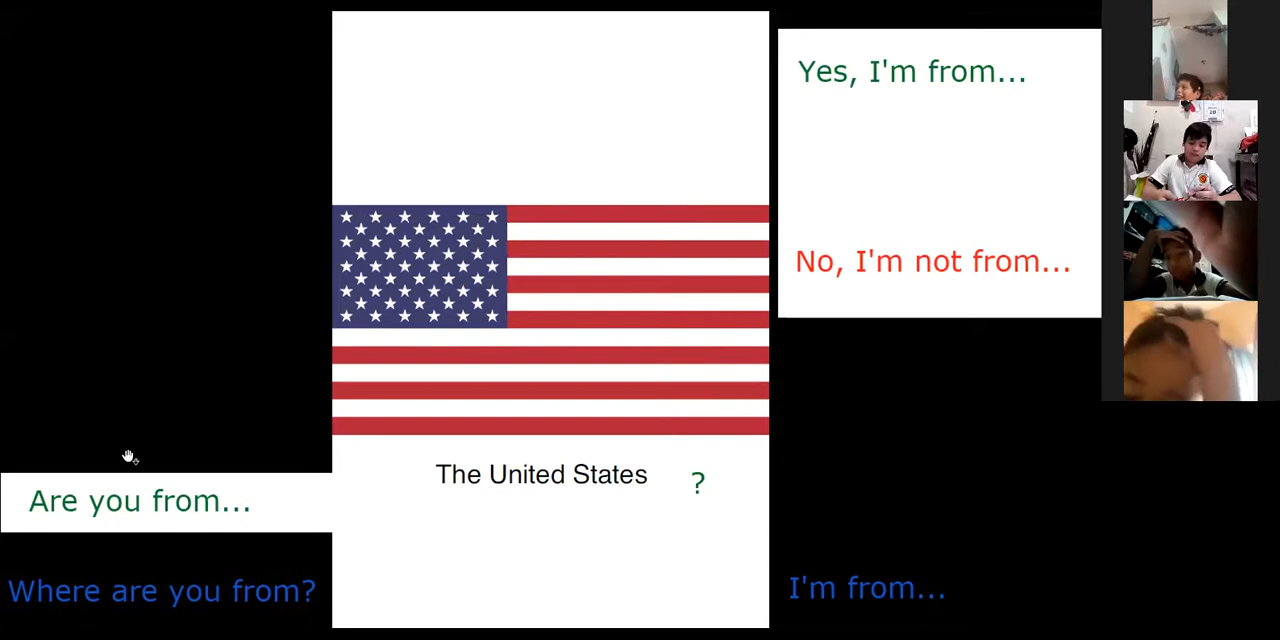 Yes, I'm from...
No, I'm not from...
The United States ?
Are you from...
Where are you from?
I'm from...